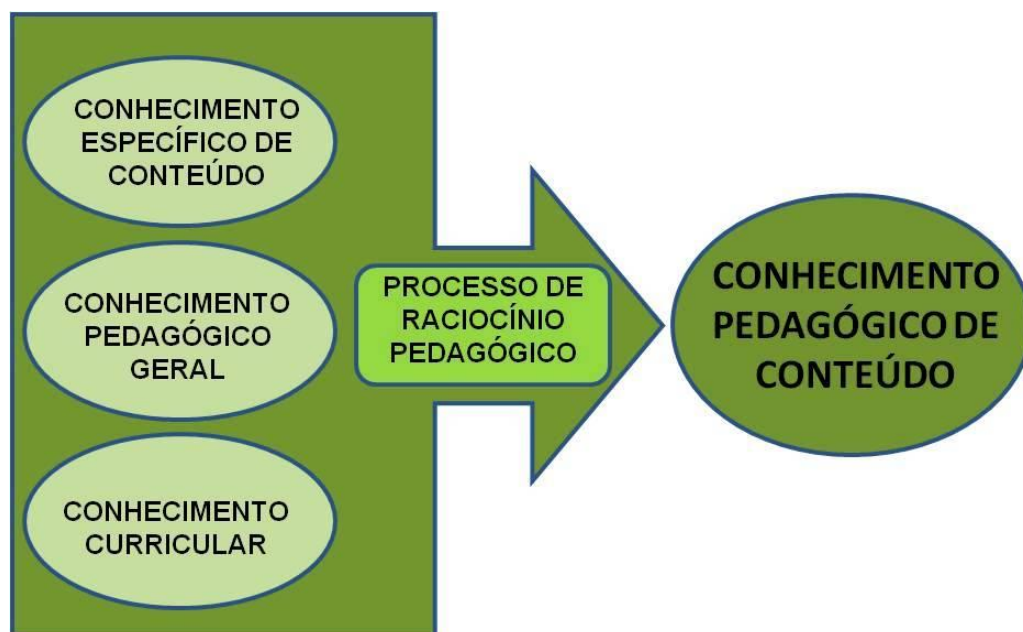 CONHECIMENTO
ESPECÍFICO DE
CONTEÚDO
CONHECIMENTO
PEDAGÓGICO
GERAL
CONHECIMENTO
CURRICULAR
PROCESSO DE
RACIOCÍNIO
PEDAGÓGICO
CONHECIMENTO
PEDAGÓGICO DE
CONTEÚDO